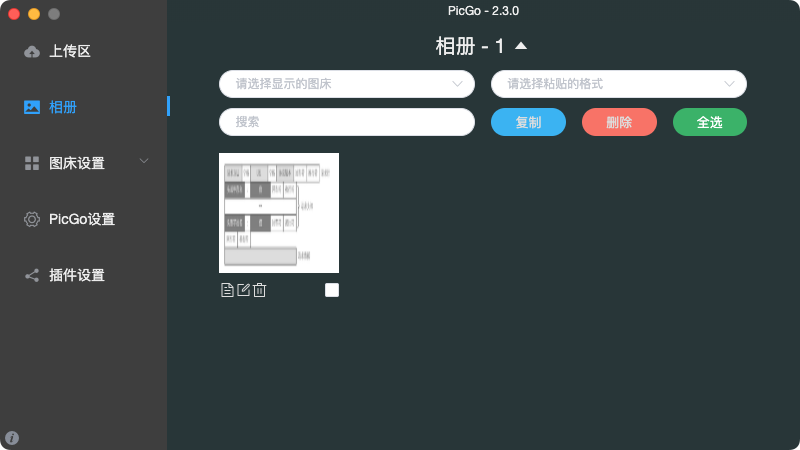 PicGo - 2.3.0
上传区
相册
图床设置
PicGo设置
插件设置
相册 - 1
请选择显示的图床
请选择粘贴的格式
搜索
复制
删除
全选